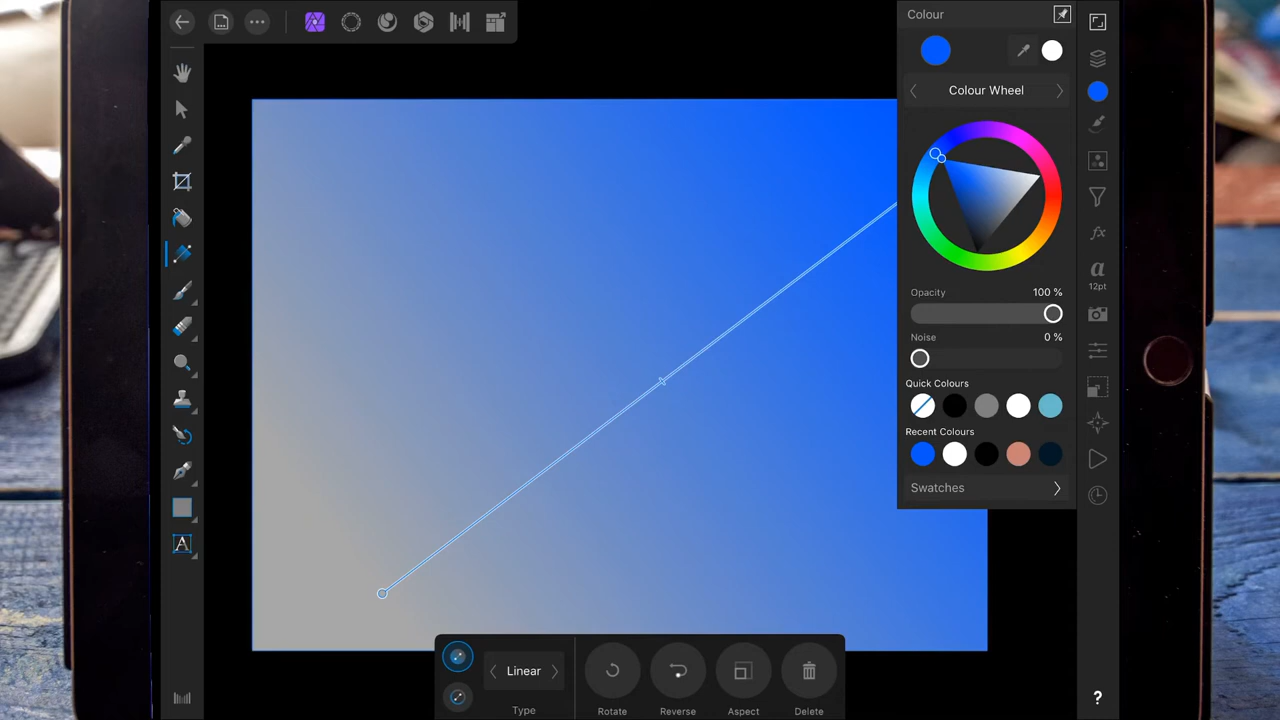 Colour
Colour Wheel
Opacity 100 %
Noise 0 %
Quick Colours
Recent Colours
Swatches
a
12pt
fx
A
Linear
Type
Rotate
Reverse
Aspect
Delete
?